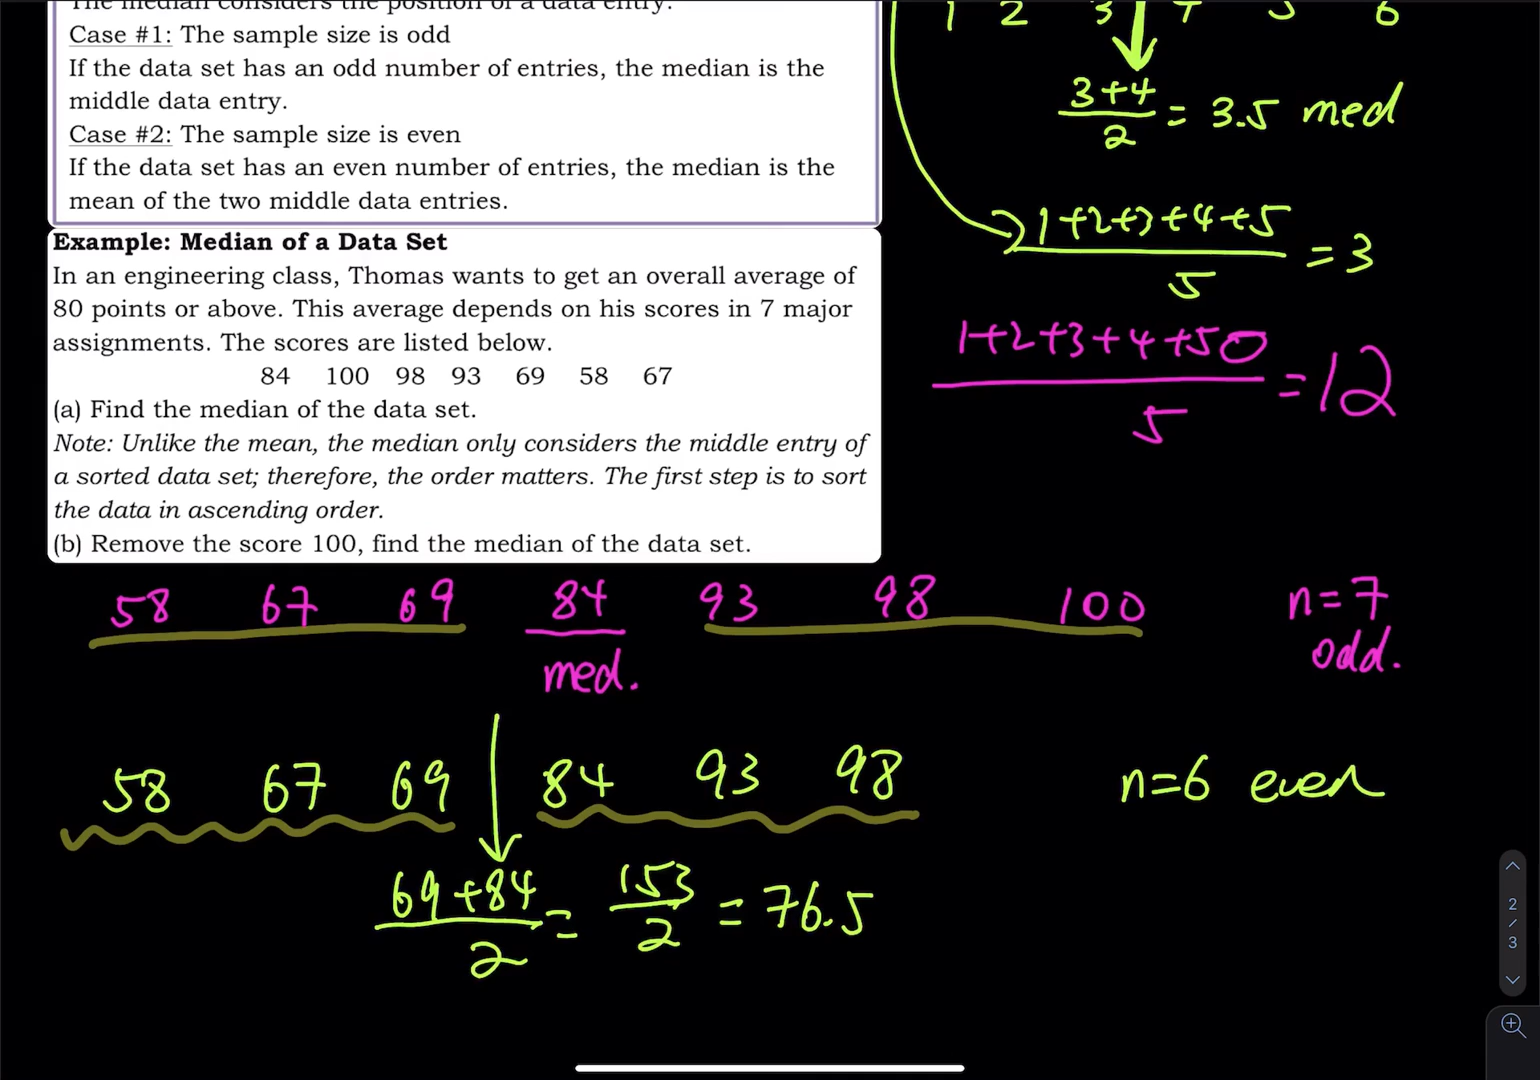 The median considers the position of a data entry.
Case #1: The sample size is odd
If the data set has an odd number of entries, the median is the
middle data entry.
Case #2: The sample size is even
If the data set has an even number of entries, the median is the
mean of the two middle data entries.
Example: Median of a Data Set
In an engineering class, Thomas wants to get an overall average of
80 points or above. This average depends on his scores in 7 major
assignments. The scores are listed below.
84 100 98 93 69 58 67
(a) Find the median of the data set.
Note: Unlike the mean, the median only considers the middle entry of
a sorted data set; therefore, the order matters. The first step is to sort
the data in ascending order.
(b) Remove the score 100, find the median of the data set.
1 2 3 4 5 6
3+4
2
= 3.5 med
1+2+3+4+5
5
= 3
1+2+3+4+50
5
= 12
58 67 69 84 93 98 100 n=7
med. odd.
58 67 69 84 93 98 n=6 even
69+84
2
= 153
2
= 76.5
2
/
3